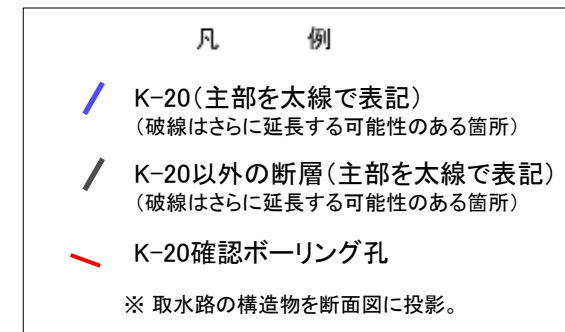 凡 例
K-20(主部を太線で表記)
(破線はさらに延長する可能性のある箇所)
K-20以外の断層(主部を太線で表記)
(破線はさらに延長する可能性のある箇所)
K-20確認ボーリング孔
※ 取水路の構造物を断面図に投影。